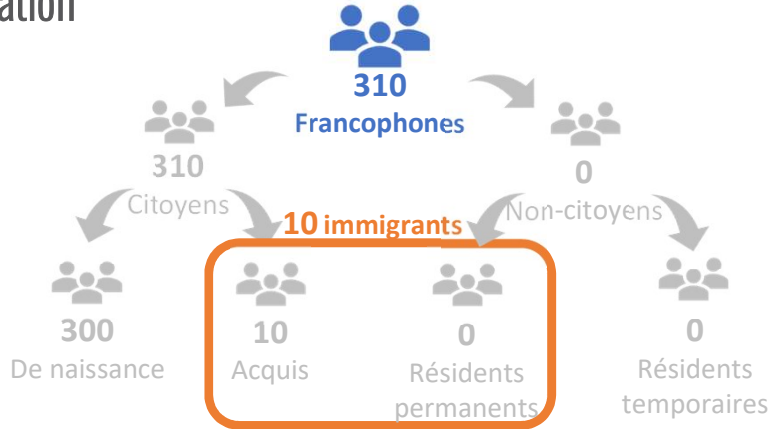 310
Francophones
310
Citoyens
0
Non-citoyens
10 immigrants
300
De naissance
10
Acquis
0
Résidents
permanents
0
Résidents
temporaires